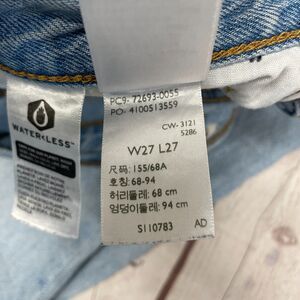 PC9: 72693-0055
PO: 4100513559
CW-3121
5286
W27 L27
尺码: 155/68A
호칭: 68-94
허리둘레: 68 cm
엉덩이둘레: 94 cm
S110783 AD
WATER<LESS™